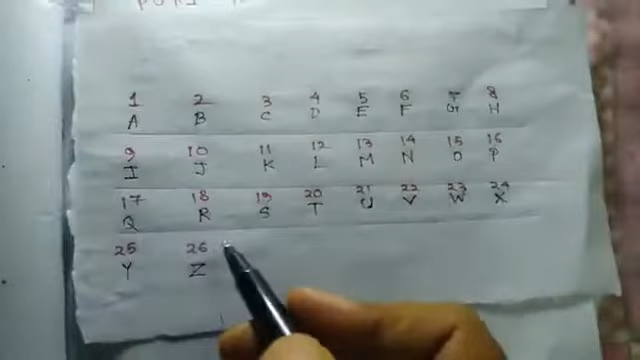 1 2 3 4 5 6 7 8
A B C D E F G H
9 10 11 12 13 14 15 16
I J K L M N O P
17 18 19 20 21 22 23 24
Q R S T U V W X
25 26
Y Z